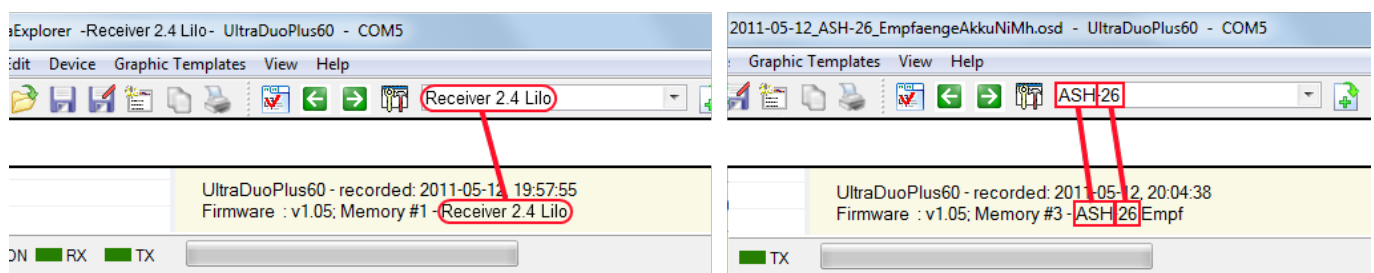 aExplorer -Receiver 2.4 Lilo- UltraDuoPlus60 - COM5
Edit Device Graphic Templates View Help
Receiver 2.4 Lilo
UltraDuoPlus60 - recorded: 2011-05-12, 19:57:55
Firmware : v1.05; Memory #1 - Receiver 2.4 Lilo
ON RX TX
2011-05-12_ASH-26_EmpfaengeAkkuNiMh.osd - UltraDuoPlus60 - COM5
Graphic Templates View Help
ASH-26
UltraDuoPlus60 - recorded: 2011-05-12, 20:04:38
Firmware : v1.05; Memory #3 - ASH-26 Empf
TX